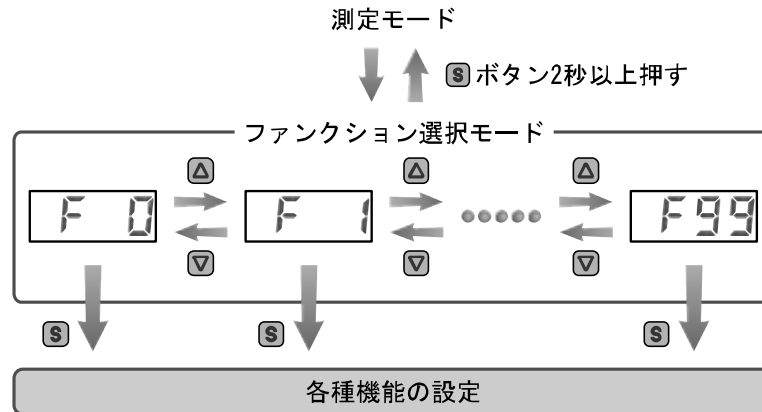 測定モード
S ボタン2秒以上押す
ファンクション選択モード
△ △ △
F 0 F 1 F99
▽ ▽ ▽
S S S
各種機能の設定